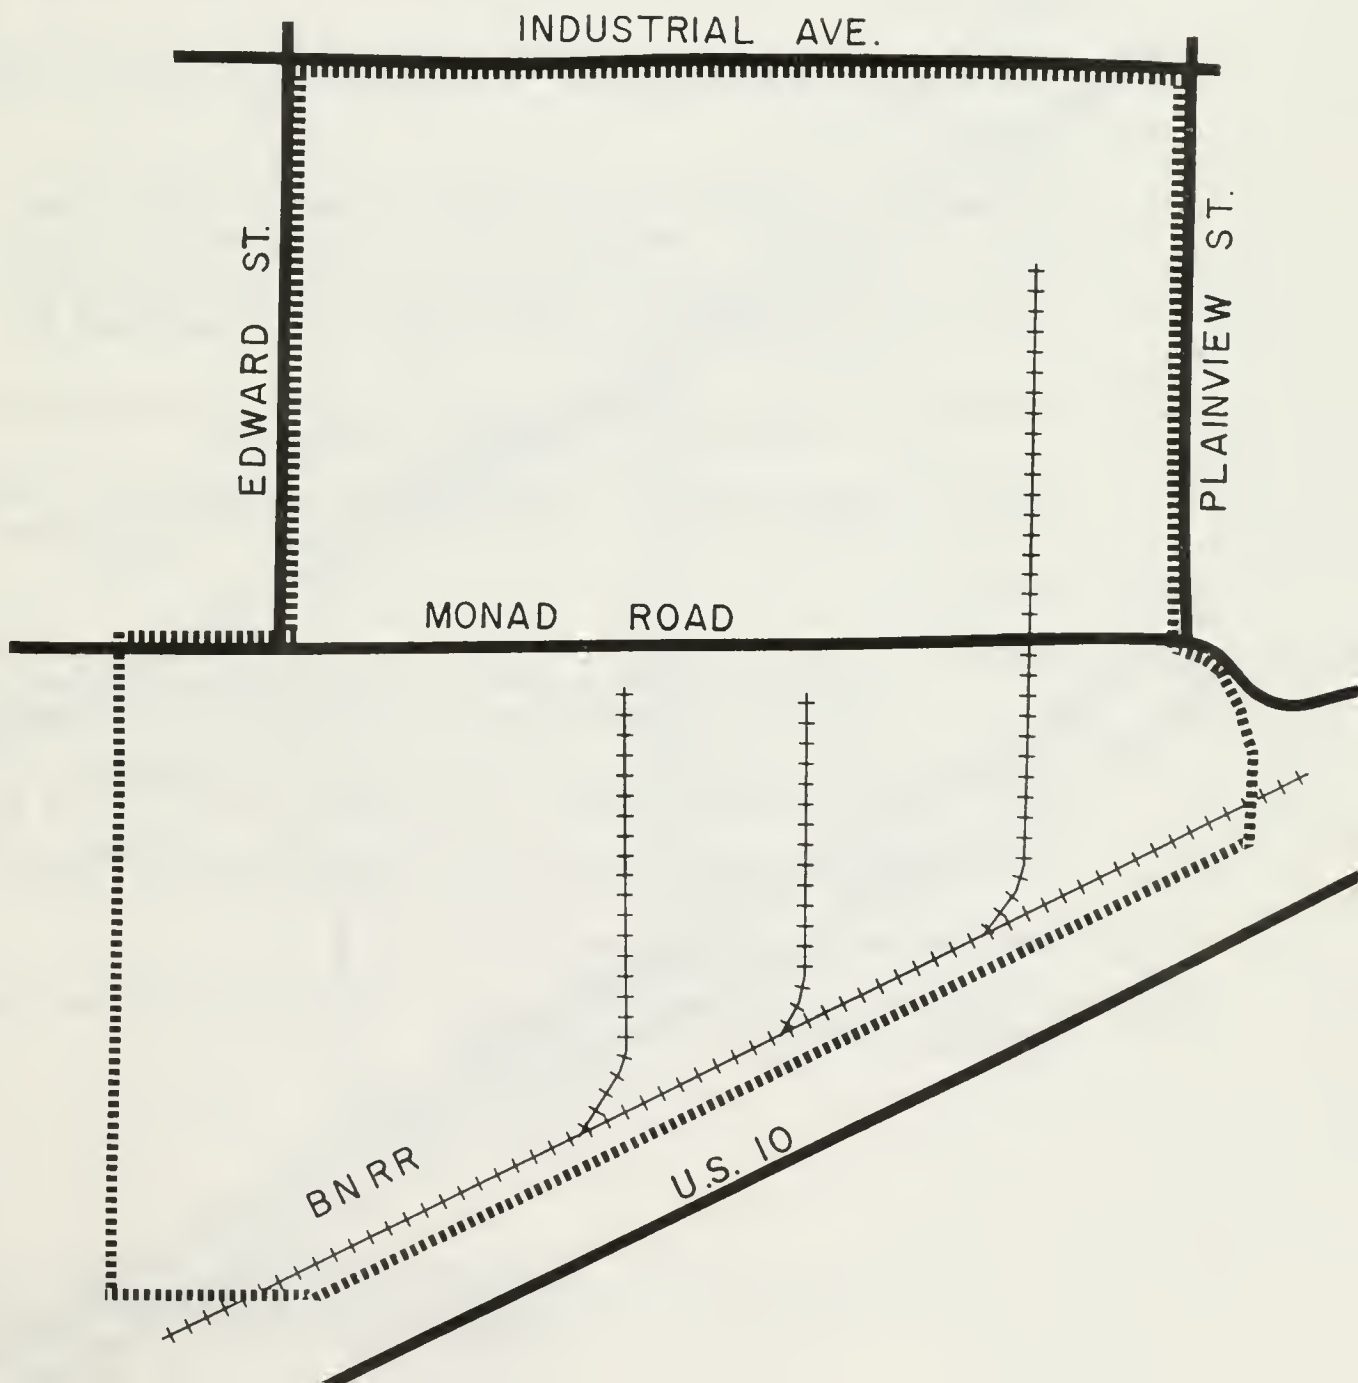 INDUSTRIAL AVE.
EDWARD ST.
PLAINVIEW ST.
MONAD ROAD
BN RR
U.S. 10